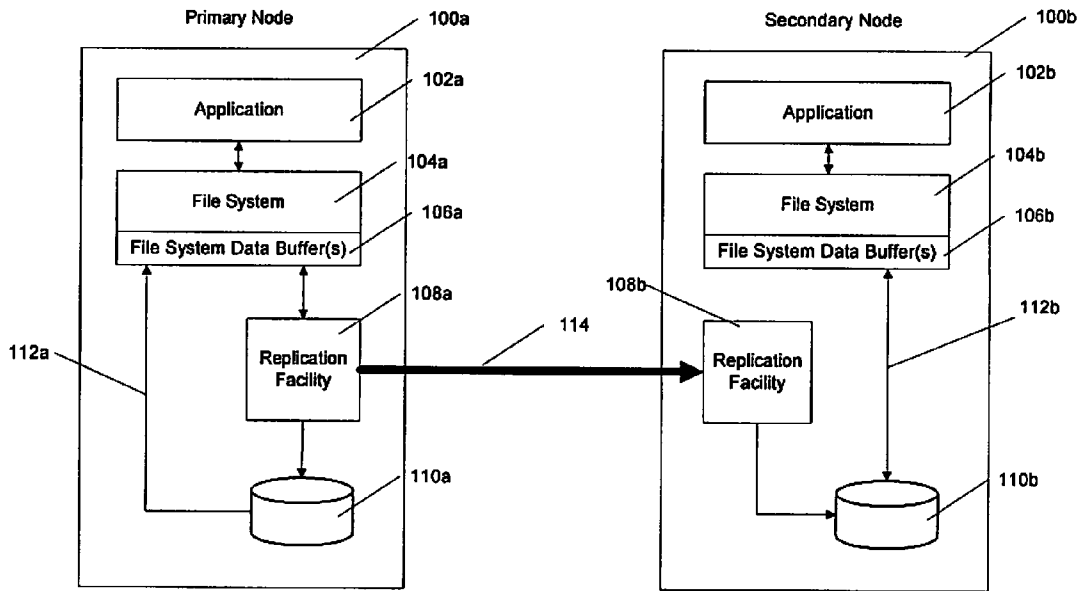 Primary Node
100a
102a
Application
104a
File System
106a
File System Data Buffer(s)
108a
112a
Replication
Facility
110a
114
Secondary Node
100b
102b
Application
104b
File System
106b
File System Data Buffer(s)
108b
112b
Replication
Facility
110b